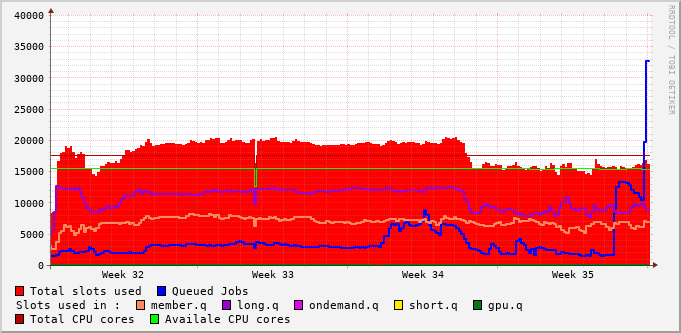 40000
35000
30000
25000
20000
15000
10000
5000
0
Week 32 Week 33 Week 34 Week 35
RRDTOOL / TOBI OETIKER
Total slots used Queued Jobs
Slots used in : member.q long.q ondemand.q short.q gpu.q
Total CPU cores Availale CPU cores